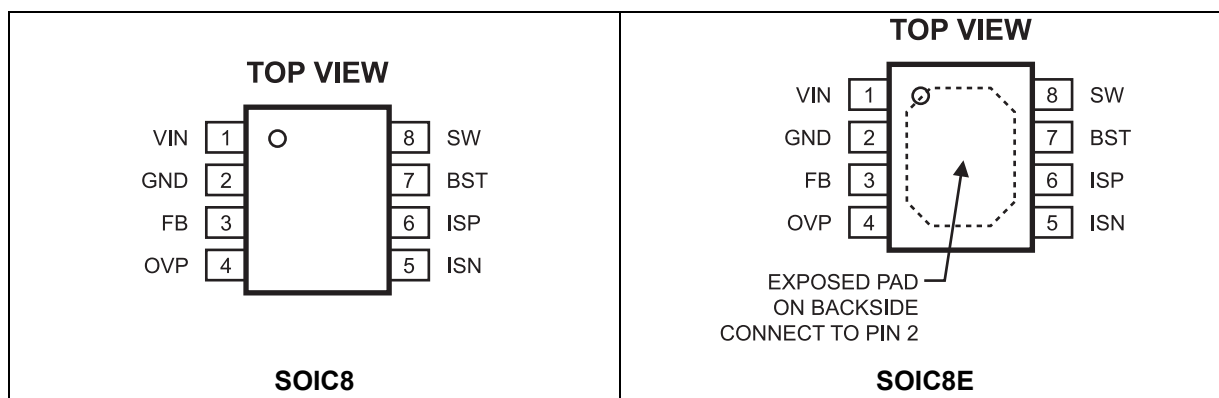 TOP VIEW
VIN 1 8 SW
GND 2 7 BST
FB 3 6 ISP
OVP 4 5 ISN
SOIC8
TOP VIEW
VIN 1 8 SW
GND 2 7 BST
FB 3 6 ISP
OVP 4 5 ISN
EXPOSED PAD
ON BACKSIDE
CONNECT TO PIN 2
SOIC8E